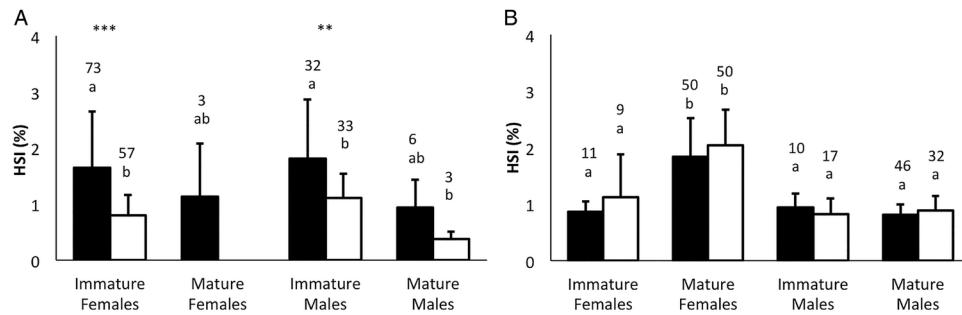 A
***
**
4
3
2
1
0
HSI (%)
73
a
57
b
3
ab
32
a
33
b
6
ab
3
b
Immature
Females
Mature
Females
Immature
Males
Mature
Males
B
4
3
2
1
0
HSI (%)
11
a
9
a
50
b
50
b
10
a
17
a
46
a
32
a
Immature
Females
Mature
Females
Immature
Males
Mature
Males